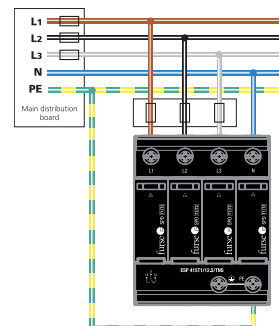 L1
L2
L3
N
PE
Main distribution
board
L1
L2
L3
N
furse
ESP 415T1/12.5/TNS
PE
furse
furse
furse